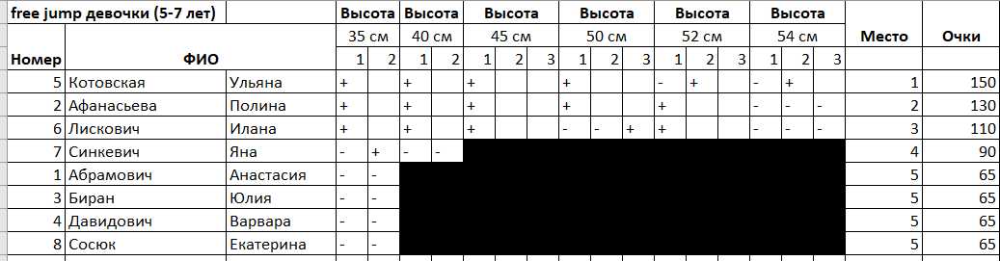 free jump девочки (5-7 лет) Высота Высота Высота Высота Высота Высота
35 см 40 см 45 см 50 см 52 см 54 см Место Очки
Номер ФИО 1 2 1 2 1 2 3 1 2 3 1 2 3 1 2 3
5 Котовская Ульяна + + + + - + - + 1 150
2 Афанасьева Полина + + + + + - - - 2 130
6 Лискович Илана + + + - - + + - - - 3 110
7 Синкевич Яна - + - - 4 90
1 Абрамович Анастасия - - 5 65
3 Биран Юлия - - 5 65
4 Давидович Варвара - - 5 65
8 Сосюк Екатерина - - 5 65